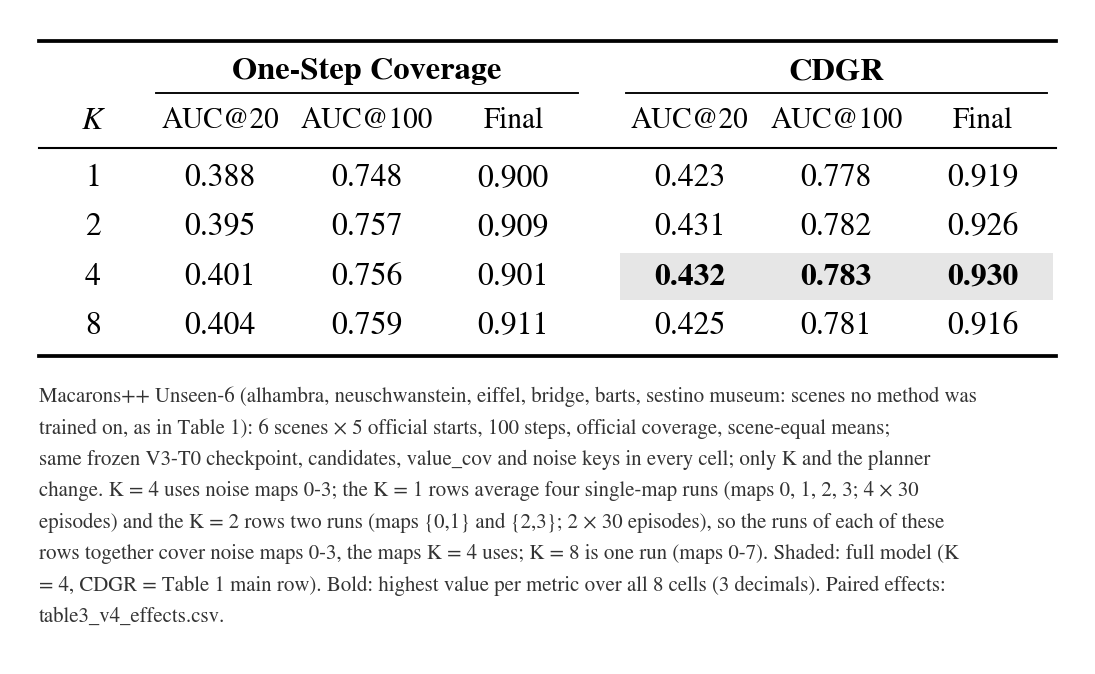 One-Step Coverage CDGR
K AUC@20 AUC@100 Final AUC@20 AUC@100 Final
1 0.388 0.748 0.900 0.423 0.778 0.919
2 0.395 0.757 0.909 0.431 0.782 0.926
4 0.401 0.756 0.901 0.432 0.783 0.930
8 0.404 0.759 0.911 0.425 0.781 0.916
Macarons++ Unseen-6 (alhambra, neuschwanstein, eiffel, bridge, barts, sestino museum: scenes no method was
trained on, as in Table 1): 6 scenes × 5 official starts, 100 steps, official coverage, scene-equal means;
same frozen V3-T0 checkpoint, candidates, value_cov and noise keys in every cell; only K and the planner
change. K = 4 uses noise maps 0-3; the K = 1 rows average four single-map runs (maps 0, 1, 2, 3; 4 × 30
episodes) and the K = 2 rows two runs (maps {0,1} and {2,3}; 2 × 30 episodes), so the runs of each of these
rows together cover noise maps 0-3, the maps K = 4 uses; K = 8 is one run (maps 0-7). Shaded: full model (K
= 4, CDGR = Table 1 main row). Bold: highest value per metric over all 8 cells (3 decimals). Paired effects:
table3_v4_effects.csv.